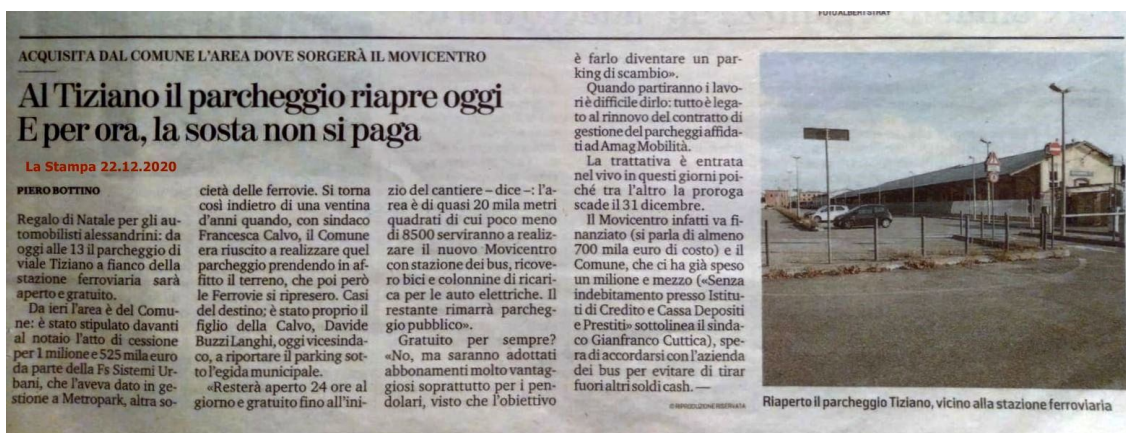 FOTO ALBERT STRAY
ACQUISITA DAL COMUNE L'AREA DOVE SORGERÀ IL MOVICENTRO
Al Tiziano il parcheggio riapre oggi
E per ora, la sosta non si paga
La Stampa 22.12.2020
PIERO BOTTINO
Regalo di Natale per gli au-
tomobilisti alessandrini: da
oggi alle 13 il parcheggio di
viale Tiziano a fianco della
stazione ferroviaria sarà
aperto e gratuito.
Da ieri l'area è del Comu-
ne: è stato stipulato davanti
al notaio l'atto di cessione
per 1 milione e 525 mila euro
da parte della Fs Sistemi Ur-
bani, che l'aveva dato in ge-
stione a Metropark, altra so-
cietà delle ferrovie. Si torna
così indietro di una ventina
d'anni quando, con sindaco
Francesca Calvo, il Comune
era riuscito a realizzare quel
parcheggio prendendo in af-
fitto il terreno, che poi però
le Ferrovie si ripresero. Casi
del destino: è stato proprio il
figlio della Calvo, Davide
Buzzi Langhi, oggi vicesinda-
co, a riportare il parking sot-
to l'egida municipale.
«Resterà aperto 24 ore al
giorno e gratuito fino all'ini-
zio del cantiere – dice –: l'a-
rea è di quasi 20 mila metri
quadrati di cui poco meno
di 8500 serviranno a realiz-
zare il nuovo Movicentro
con stazione dei bus, ricove-
ro bici e colonnine di ricari-
ca per le auto elettriche. Il
restante rimarrà parcheg-
gio pubblico».
Gratuito per sempre?
«No, ma saranno adottati
abbonamenti molto vantag-
giosi soprattutto per i pen-
dolari, visto che l'obiettivo
è farlo diventare un par-
king di scambio».
Quando partiranno i lavo-
ri è difficile dirlo: tutto è lega-
to al rinnovo del contratto di
gestione dei parcheggi affida-
ti ad Amag Mobilità.
La trattativa è entrata
nel vivo in questi giorni poi-
ché tra l'altro la proroga
scade il 31 dicembre.
Il Movicentro infatti va fi-
nanziato (si parla di almeno
700 mila euro di costo) e il
Comune, che ci ha già speso
un milione e mezzo («Senza
indebitamento presso Istitu-
ti di Credito e Cassa Depositi
e Prestiti» sottolinea il sinda-
co Gianfranco Cuttica), spe-
ra di accordarsi con l'azienda
dei bus per evitare di tirar
fuori altri soldi cash. —
© RIPRODUZIONE RISERVATA
Riaperto il parcheggio Tiziano, vicino alla stazione ferroviaria